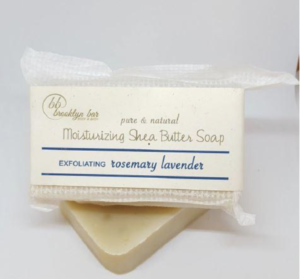 bb
brooklyn bar
pure & natural
Moisturizing Shea Butter Soap
EXFOLIATING rosemary lavender